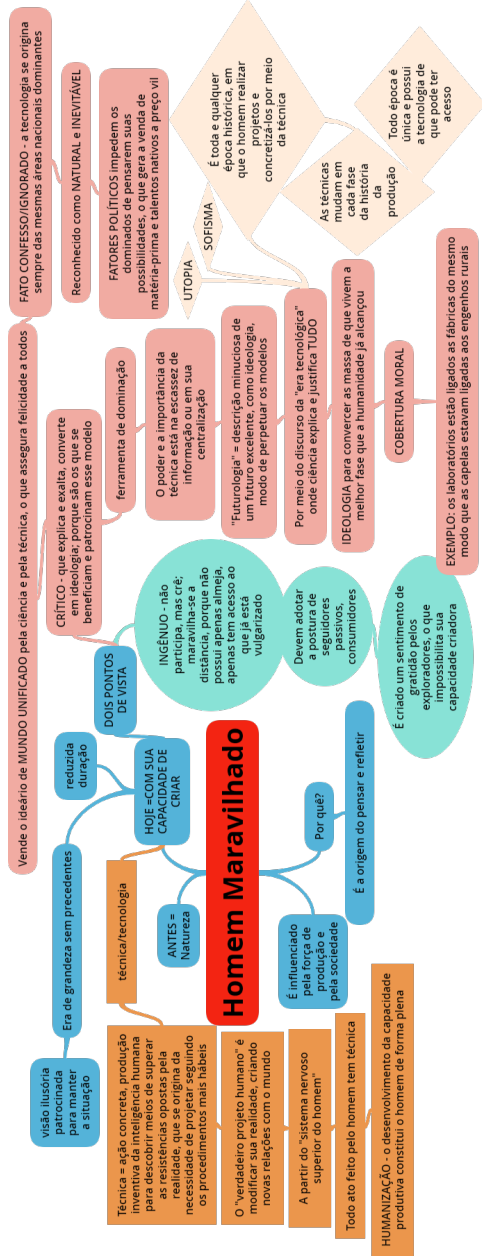 Homem Maravilhado
ANTES =
Natureza
HOJE =COM SUA
CAPACIDADE DE
CRIAR
reduzida
duração
Era de grandeza sem precedentes
visão ilusória
patrocinada
para manter
a situação
É influenciado
pela força de
produção e
pela sociedade
Por quê?
É a origem do pensar e refletir
técnica/tecnologia
Técnica = ação concreta, produção
inventiva da inteligência humana
para descobrir meios de superar
as resistências opostas pela
realidade, que se origina da
necessidade de projetar seguindo
os procedimentos mais hábeis
O "verdadeiro projeto humano" é
modificar sua realidade, criando
novas relações com o mundo
A partir do "sistema nervoso
superior do homem"
Todo ato feito pelo homem tem técnica
HUMANIZAÇÃO - o desenvolvimento da capacidade
produtiva constitui o homem de forma plena
DOIS PONTOS
DE VISTA
INGÊNUO - não
participa, mas crê;
maravilha-se a
distância, porque não
possui apenas almeja,
apenas tem acesso ao
que já está
vulgarizado
Devem adotar
a postura de
seguidores
passivos,
consumidores
É criado um sentimento de
gratidão pelos
exploradores, o que
impossibilita sua
capacidade criadora
CRÍTICO - que explica e exalta, converte
em ideologia; porque são os que se
beneficiam e patrocinam esse modelo
ferramenta de dominação
O poder e a importância da
técnica está na escassez de
informação ou em sua
centralização
"Futurologia" = descrição minuciosa de
um futuro excelente, como ideologia,
modo de perpetuar os modelos
Por meio do discurso da "era tecnológica"
onde ciência explica e justifica TUDO
IDEOLOGIA para convercer as massa de que vivem a
melhor fase que a humanidade já alcançou
COBERTURA MORAL
EXEMPLO: os laboratórios estão ligados as fábricas do mesmo
modo que as capelas estavam ligadas aos engenhos rurais
Vende o ideário de MUNDO UNIFICADO pela ciência e pela técnica, o que assegura felicidade a todos
FATO CONFESSO/IGNORADO - a tecnologia se origina
sempre das mesmas áreas nacionais dominantes
Reconhecido como NATURAL e INEVITÁVEL
FATORES POLÍTICOS impedem os
dominados de pensarem suas
possibilidades, o que gera a venda de
matéria-prima e talentos nativos a preço vil
UTOPIA
SOFISMA
É toda e qualquer
época histórica, em
que o homem realizar
projetos e
concretizá-los por meio
da técnica
As técnicas
mudam em
cada fase
da história
da
produção
Todo época é
única e possui
a tecnologia de
que pode ter
acesso